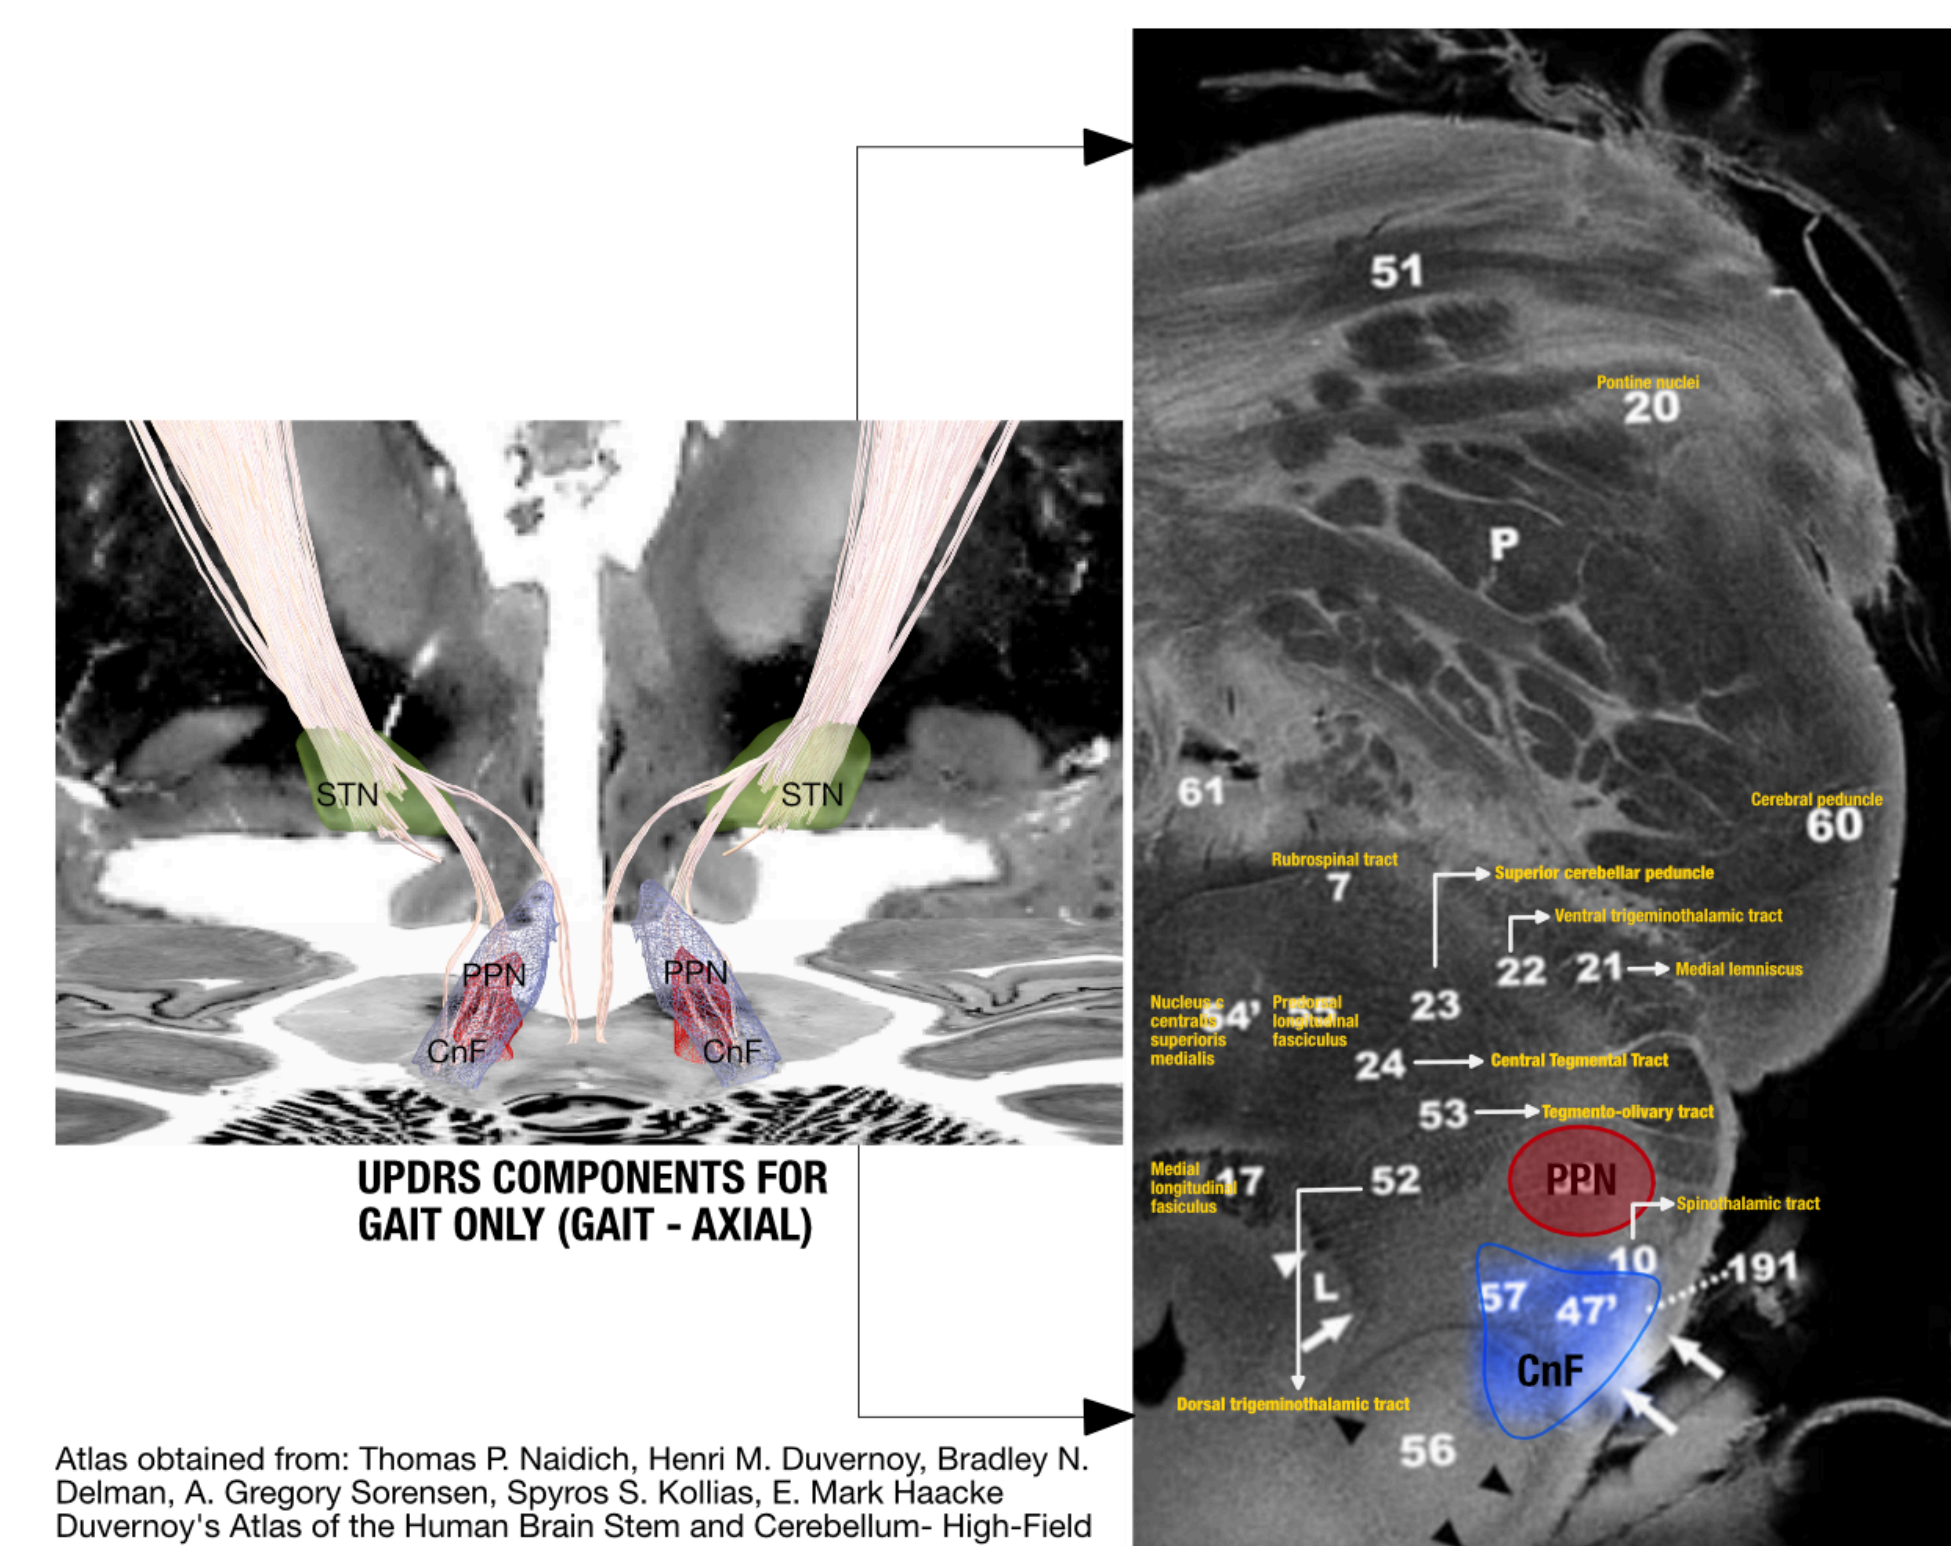 51
Pontine nuclei
20
P
61
Cerebral peduncle
60
Rubrospinal tract
7
Superior cerebellar peduncle
Ventral trigeminothalamic tract
22
21
Medial lemniscus
23
Nucleus c
centralis
superioris
medialis
54'
Predorsal
longitudinal
fasciculus
55
24
Central Tegmental Tract
53
Tegmento-olivary tract
Medial
longitudinal
fasiculus
17
52
PPN
Spinothalamic tract
10
191
L
57
47'
CnF
Dorsal trigeminothalamic tract
56
STN
STN
PPN
PPN
CnF
CnF
UPDRS COMPONENTS FOR
GAIT ONLY (GAIT - AXIAL)
Atlas obtained from: Thomas P. Naidich, Henri M. Duvernoy, Bradley N.
Delman, A. Gregory Sorensen, Spyros S. Kollias, E. Mark Haacke
Duvernoy's Atlas of the Human Brain Stem and Cerebellum- High-Field